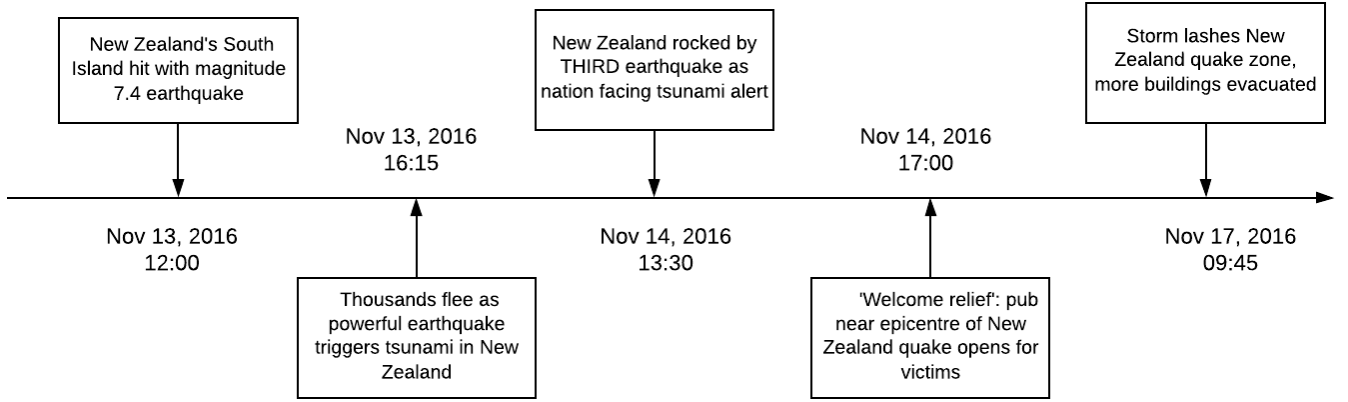 New Zealand's South
Island hit with magnitude
7.4 earthquake
Nov 13, 2016
12:00
Nov 13, 2016
16:15
Thousands flee as
powerful earthquake
triggers tsunami in New
Zealand
New Zealand rocked by
THIRD earthquake as
nation facing tsunami alert
Nov 14, 2016
13:30
Nov 14, 2016
17:00
'Welcome relief': pub
near epicentre of New
Zealand quake opens for
victims
Storm lashes New
Zealand quake zone,
more buildings evacuated
Nov 17, 2016
09:45